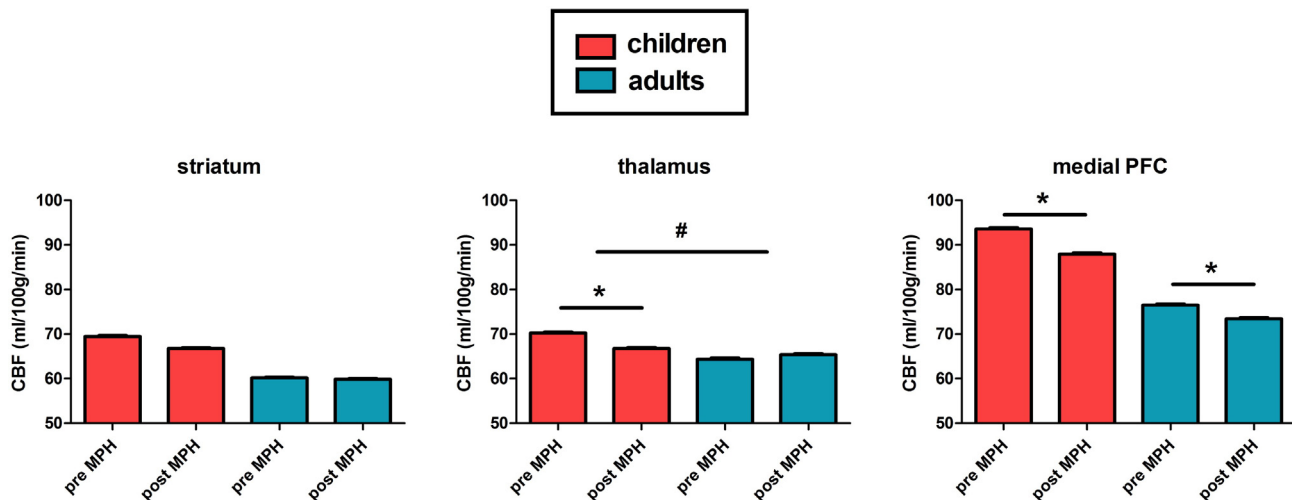 children
adults
striatum
CBF (ml/100g/min)
100
90
80
70
60
50
pre MPH
post MPH
pre MPH
post MPH
thalamus
CBF (ml/100g/min)
100
90
80
70
60
50
#
*
pre MPH
post MPH
pre MPH
post MPH
medial PFC
CBF (ml/100g/min)
100
90
80
70
60
50
*
*
pre MPH
post MPH
pre MPH
post MPH